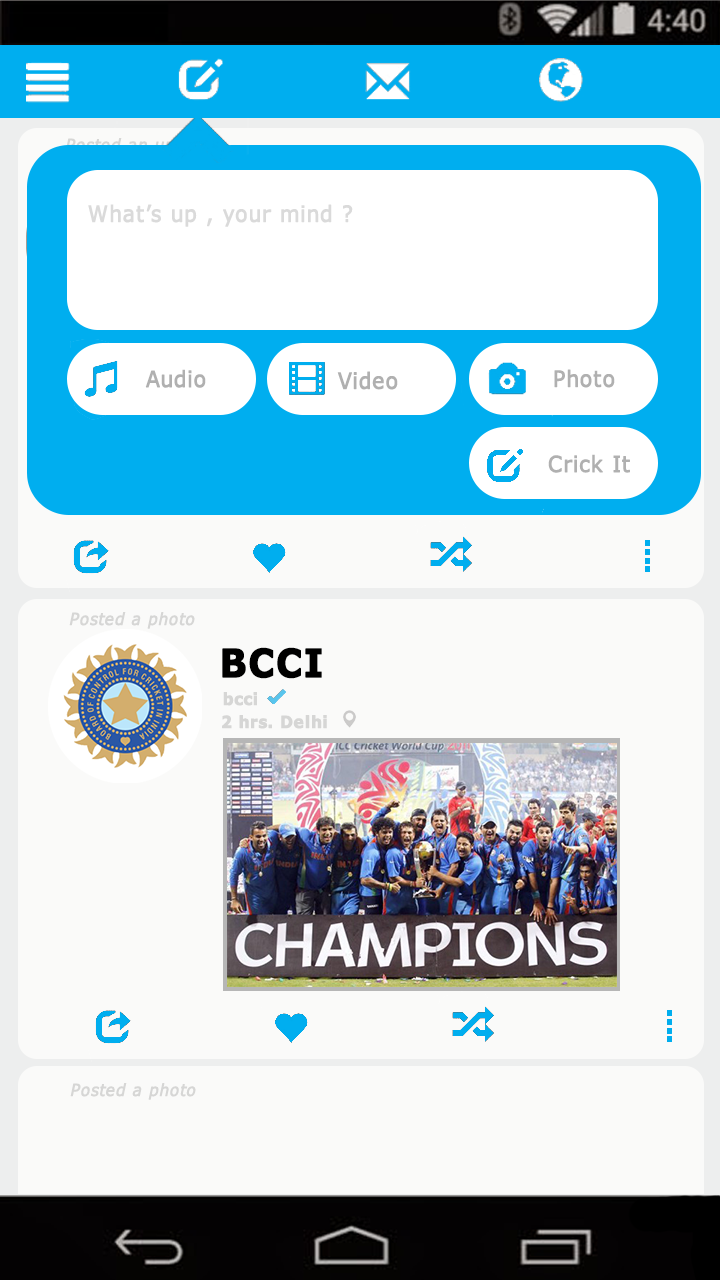 4:40
Posted an
What's up , your mind ?
Audio
Video
Photo
Crick It
Posted a photo
BOARD OF CONTROL FOR CRICKET IN INDIA
BCCI
bcci
2 hrs. Delhi
ICC Cricket World Cup 2011
INDIA
CHAMPIONS
Posted a photo